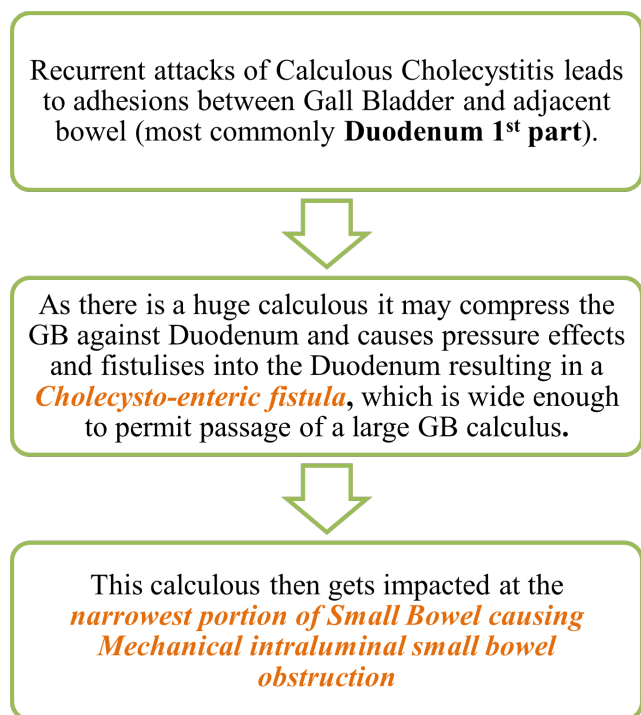 Recurrent attacks of Calculous Cholecystitis leads
to adhesions between Gall Bladder and adjacent
bowel (most commonly Duodenum 1st part).
As there is a huge calculous it may compress the
GB against Duodenum and causes pressure effects
and fistulises into the Duodenum resulting in a
Cholecysto-enteric fistula, which is wide enough
to permit passage of a large GB calculus.
This calculous then gets impacted at the
narrowest portion of Small Bowel causing
Mechanical intraluminal small bowel
obstruction